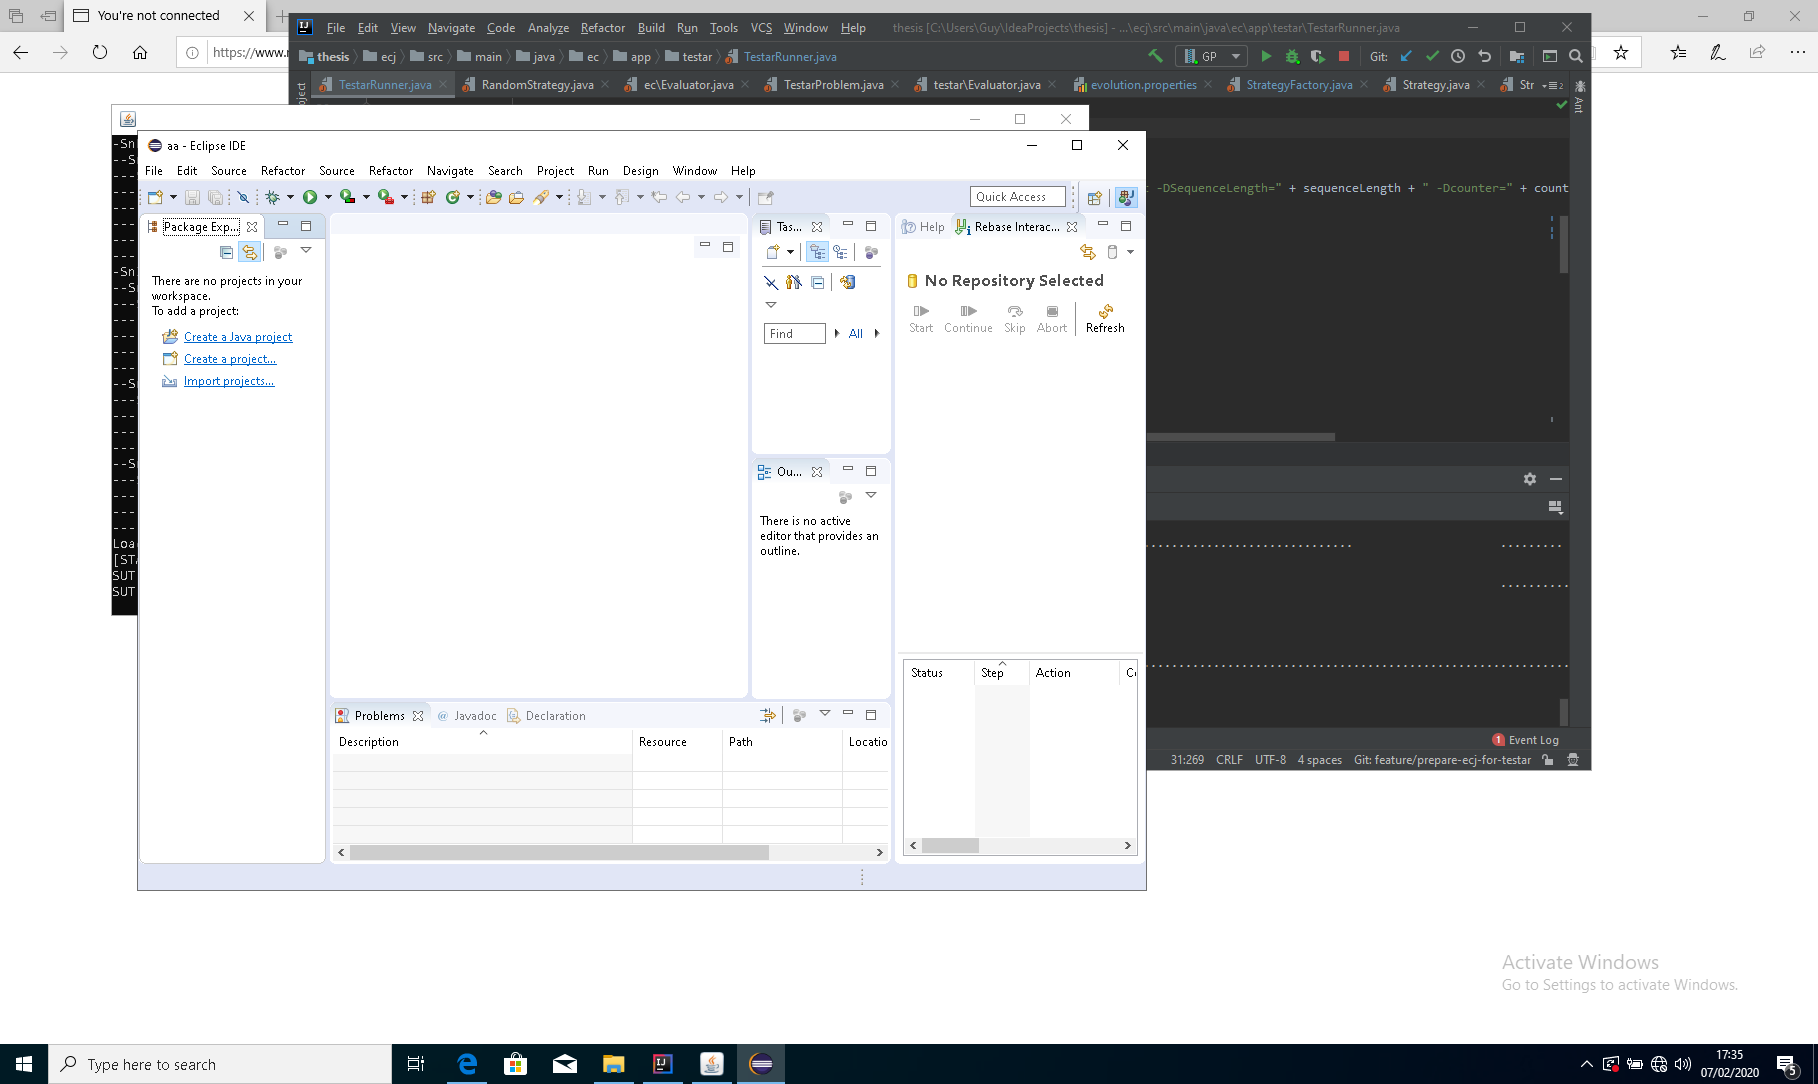 You're not connected
https://www.
File Edit View Navigate Code Analyze Refactor Build Run Tools VCS Window Help
thesis [C:\Users\Guy\IdeaProjects\thesis] - ...\ecj\src\main\java\ec\app\testar\TestarRunner.java
thesis ecj src main java ec app testar TestarRunner.java
GP
Git:
TestarRunner.java RandomStrategy.java ec\Evaluator.java TestarProblem.java testar\Evaluator.java evolution.properties StrategyFactory.java Strategy.java Str
Ant
aa - Eclipse IDE
File Edit Source Refactor Source Refactor Navigate Search Project Run Design Window Help
Quick Access
-DSequenceLength=" + sequenceLength + " -Dcounter=" + count
Package Exp...
Tas...
Help
Rebase Interac...
There are no projects in your
workspace.
To add a project:
Create a Java project
Create a project...
Import projects...
Find
All
No Repository Selected
Start Continue Skip Abort Refresh
Ou...
There is no active
editor that provides an
outline.
Loa
[STA
SUT
SUT
Status Step Action
Problems Javadoc Declaration
Description Resource Path Locatio
Event Log
31:269 CRLF UTF-8 4 spaces Git: feature/prepare-ecj-for-testar
Activate Windows
Go to Settings to activate Windows.
Type here to search
17:35
07/02/2020
5